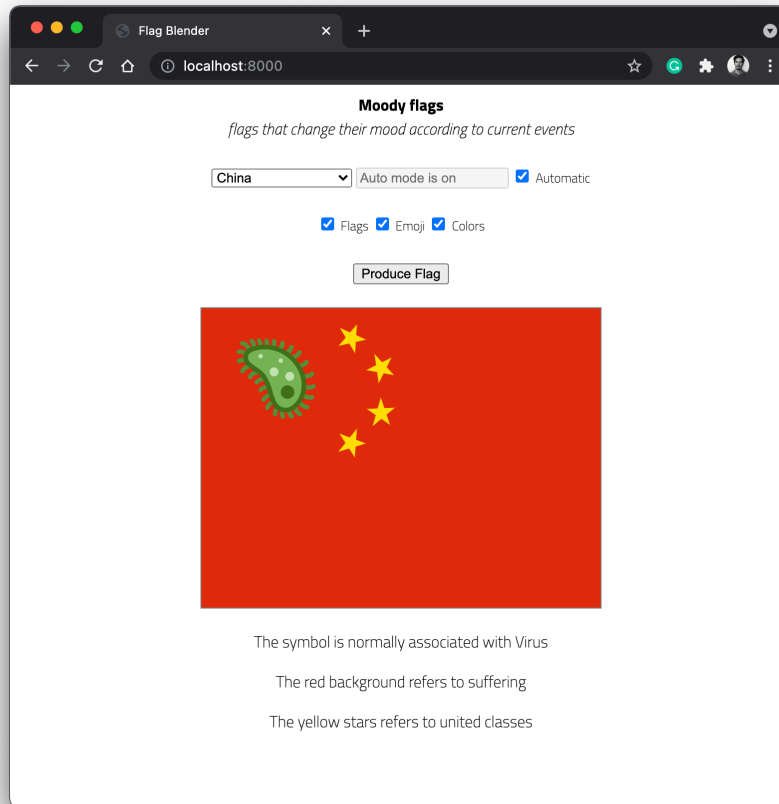 Flag Blender
localhost:8000
Moody flags
flags that change their mood according to current events
China Auto mode is on Automatic
Flags Emoji Colors
Produce Flag
The symbol is normally associated with Virus
The red background refers to suffering
The yellow stars refers to united classes